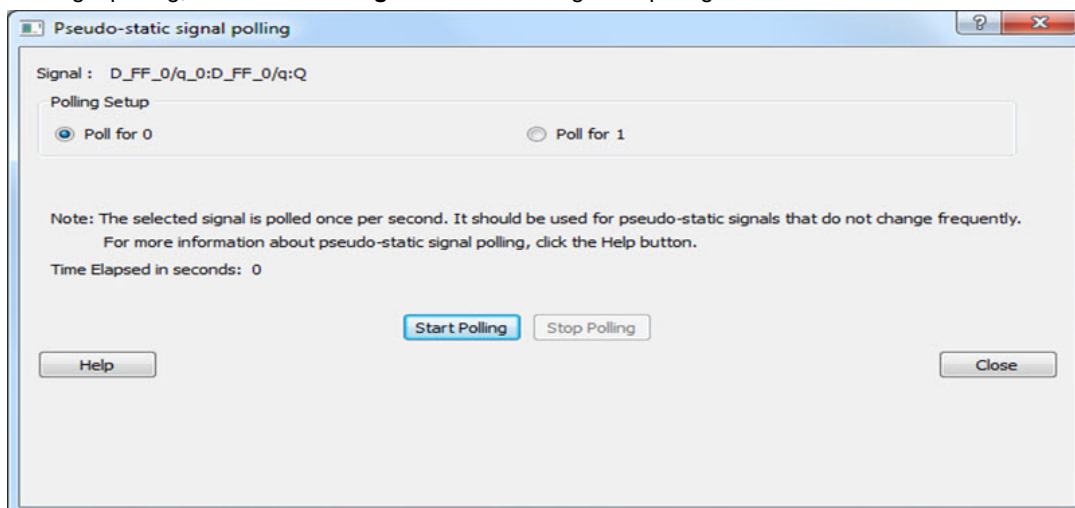 Pseudo-static signal polling
Signal : D_FF_0/q_0:D_FF_0/q:Q
Polling Setup
Poll for 0 Poll for 1
Note: The selected signal is polled once per second. It should be used for pseudo-static signals that do not change frequently.
For more information about pseudo-static signal polling, click the Help button.
Time Elapsed in seconds: 0
Start Polling Stop Polling
Help Close